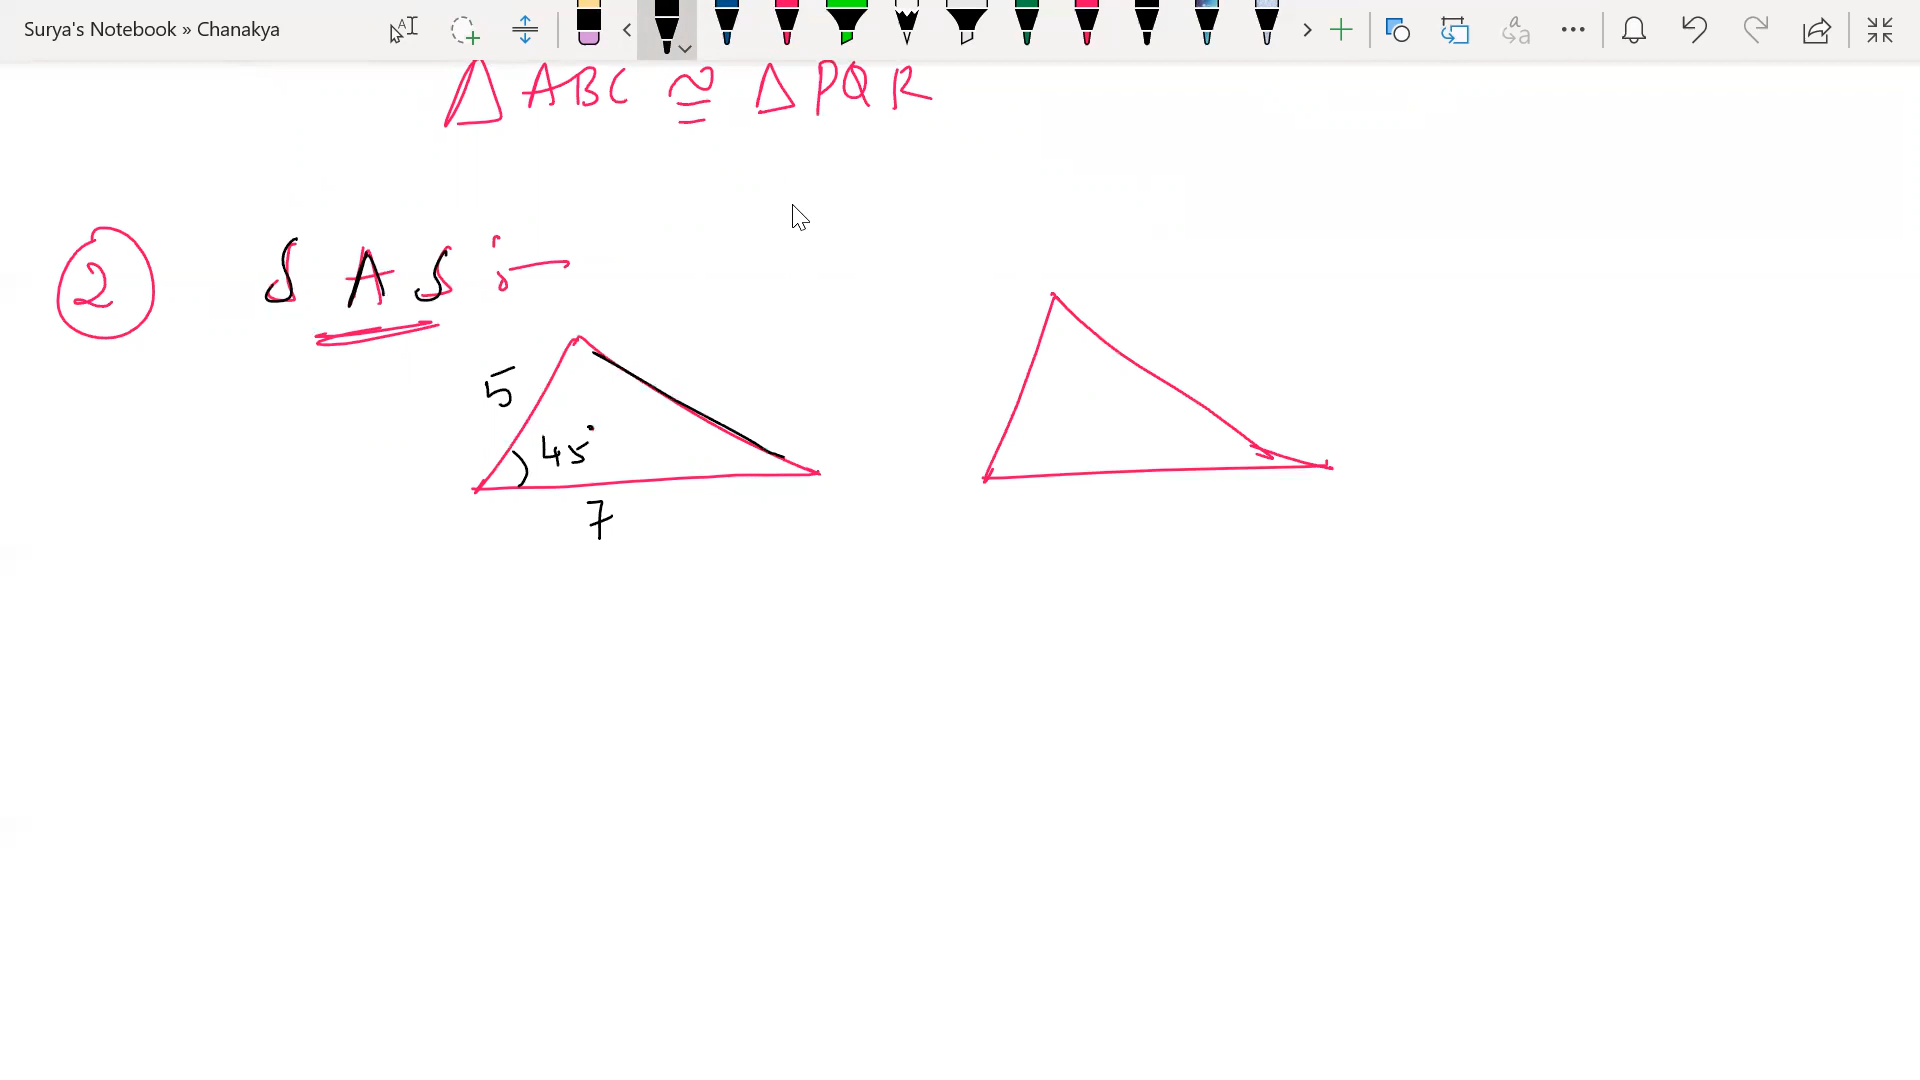 Surya's Notebook » Chanakya
△ ABC ≅ △ PQR
2 SAS :-
5
45°
7